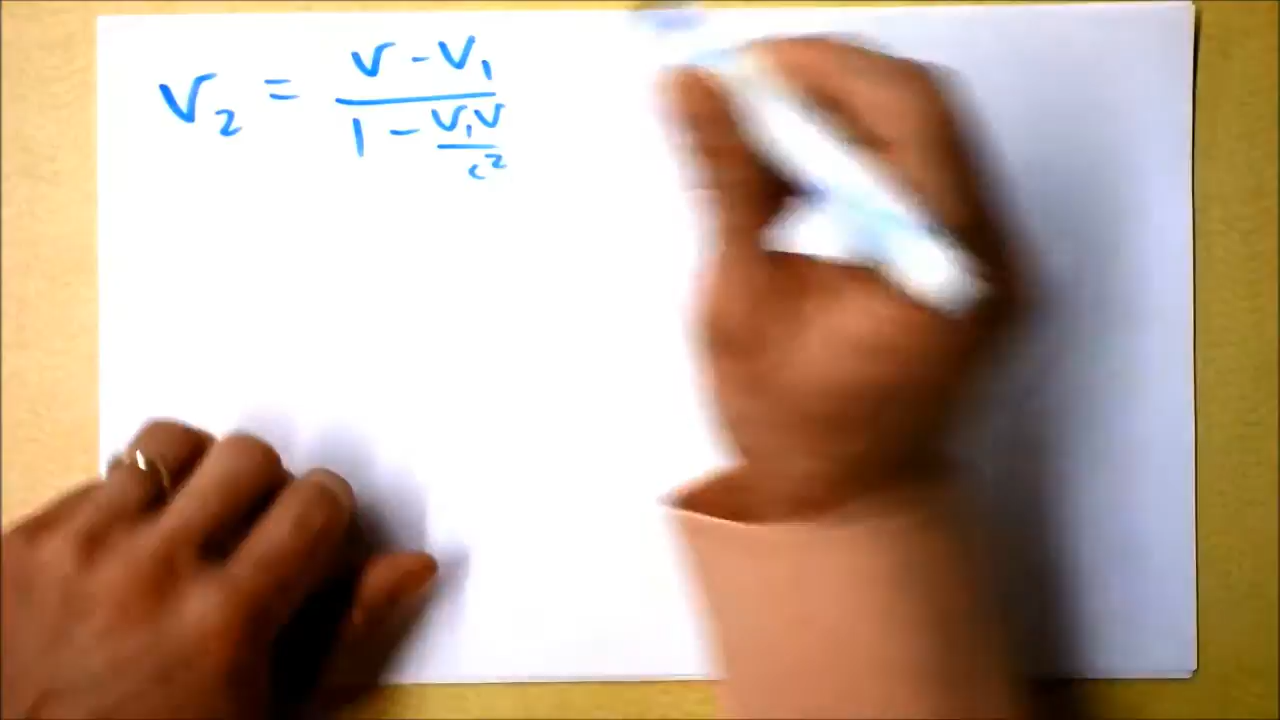 V₂ = (V - V₁) / (1 - V₁V / c²)